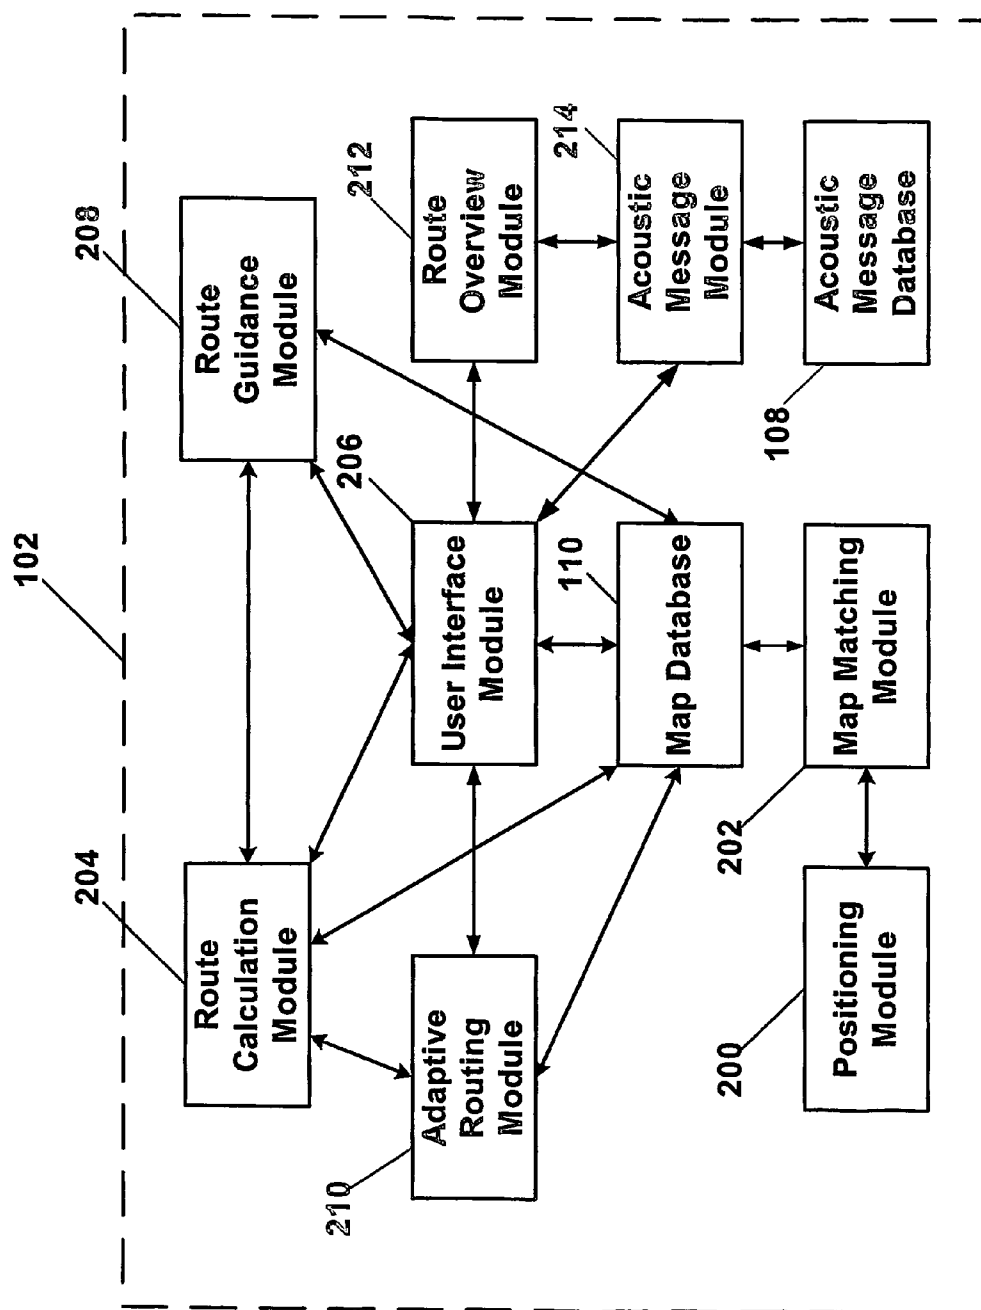 102
204
Route
Calculation
Module
208
Route
Guidance
Module
210
Adaptive
Routing
Module
206
User Interface
Module
212
Route
Overview
Module
110
Map Database
214
Acoustic
Message
Module
200
Positioning
Module
202
Map Matching
Module
108
Acoustic
Message
Database